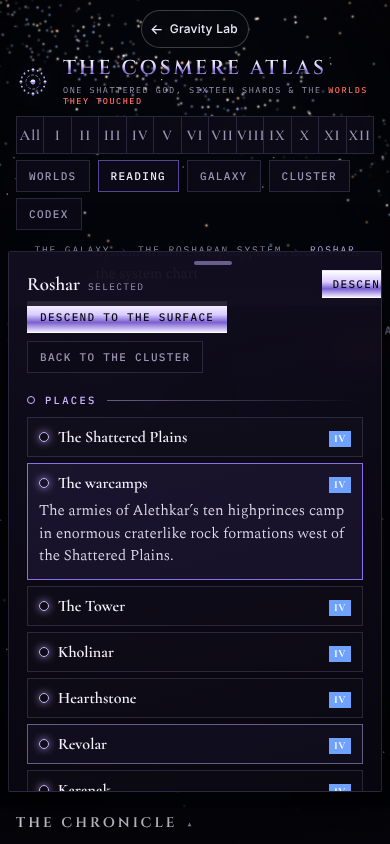 ← Gravity Lab
THE COSMERE ATLAS
ONE SHATTERED GOD, SIXTEEN SHARDS & THE WORLDS
THEY TOUCHED
All I II III IV V VI VII VIII IX X XI XII
WORLDS READING GALAXY CLUSTER
CODEX
THE GALAXY · THE ROSHARAN SYSTEM · ROSHAR
the system chart
Roshar SELECTED
DESCEN
DESCEND TO THE SURFACE
BACK TO THE CLUSTER
PLACES
The Shattered Plains IV
The warcamps IV
The armies of Alethkar's ten highprinces camp
in enormous craterlike rock formations west of
the Shattered Plains.
The Tower IV
Kholinar IV
Hearthstone IV
Revolar IV
Karanak IV
THE CHRONICLE ▴